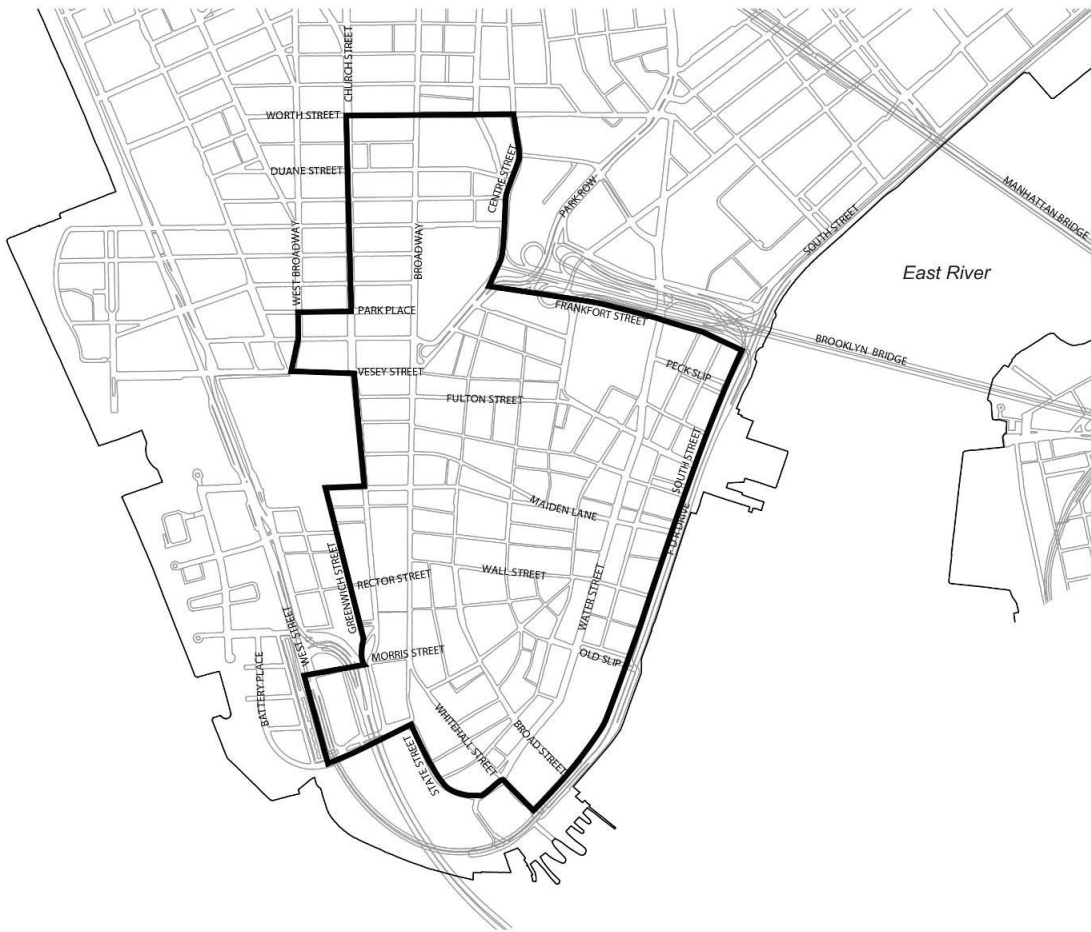 CHURCH STREET
WORTH STREET
DUANE STREET
CENTRE STREET
PARK ROW
MANHATTAN BRIDGE
SOUTH STREET
WEST BROADWAY
BROADWAY
East River
PARK PLACE
FRANKFORT STREET
BROOKLYN BRIDGE
VESEY STREET
PECK SLIP
FULTON STREET
SOUTH STREET
MAIDEN LANE
F.D.R DRIVE
GREENWICH STREET
RECTOR STREET
WALL STREET
WATER STREET
WEST STREET
MORRIS STREET
OLD SLIP
BATTERY PLACE
WHITEHALL STREET
BROAD STREET
STATE STREET